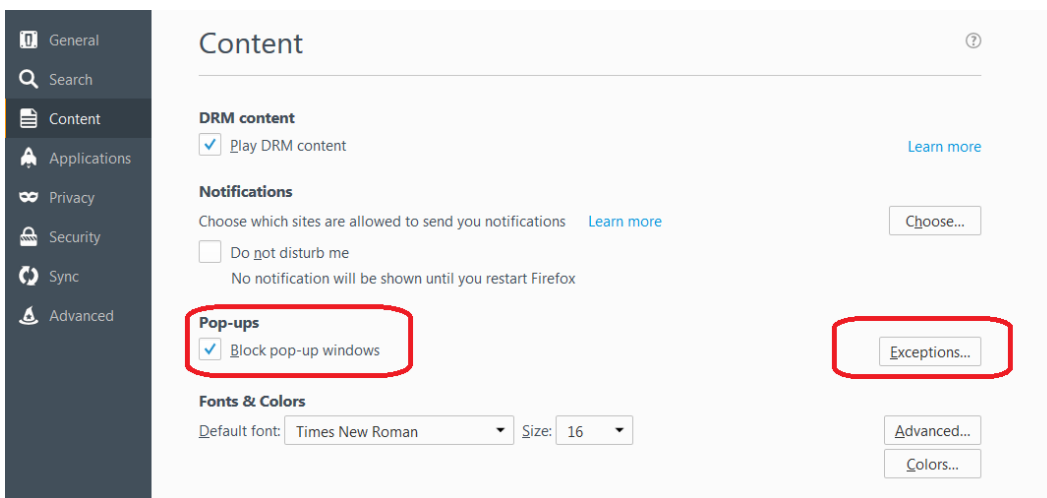 General
Search
Content
Applications
Privacy
Security
Sync
Advanced
Content
?
DRM content
Play DRM content
Learn more
Notifications
Choose which sites are allowed to send you notifications Learn more
Choose...
Do not disturb me
No notification will be shown until you restart Firefox
Pop-ups
Block pop-up windows
Exceptions...
Fonts & Colors
Default font: Times New Roman Size: 16
Advanced...
Colors...